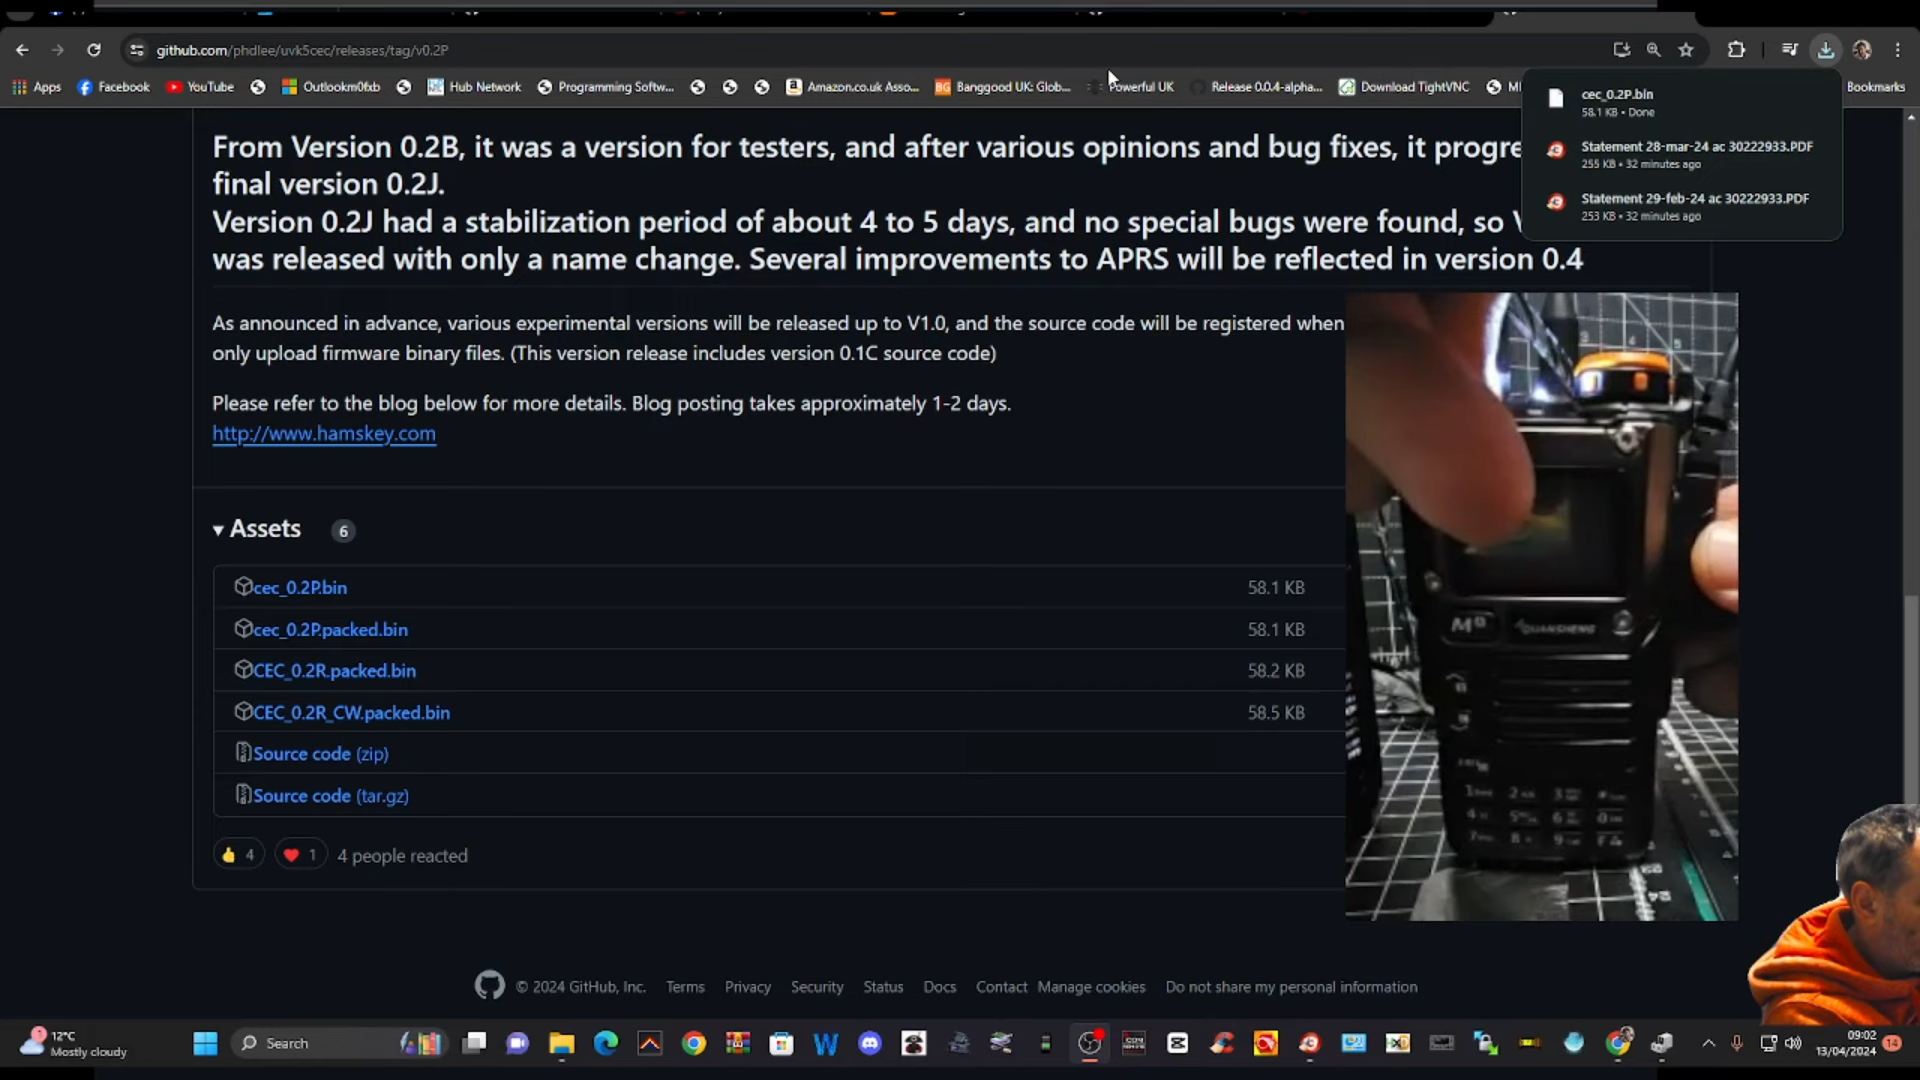 github.com/phdlee/uvk5cec/releases/tag/v0.2P
Apps
Facebook
YouTube
Outlookm0fxb
Hub Network
Programming Softw...
Amazon.co.uk Asso...
Banggood UK: Glob...
Powerful UK
Release 0.0.4-alpha...
Download TightVNC
Bookmarks
cec_0.2P.bin
58.1 KB • Done
Statement 28-mar-24 ac 30222933.PDF
255 KB • 32 minutes ago
Statement 29-feb-24 ac 30222933.PDF
253 KB • 32 minutes ago
From Version 0.2B, it was a version for testers, and after various opinions and bug fixes, it progre
final version 0.2J.
Version 0.2J had a stabilization period of about 4 to 5 days, and no special bugs were found, so V
was released with only a name change. Several improvements to APRS will be reflected in version 0.4
As announced in advance, various experimental versions will be released up to V1.0, and the source code will be registered when
only upload firmware binary files. (This version release includes version 0.1C source code)
Please refer to the blog below for more details. Blog posting takes approximately 1-2 days.
http://www.hamskey.com
Assets 6
cec_0.2P.bin 58.1 KB
cec_0.2P.packed.bin 58.1 KB
CEC_0.2R.packed.bin 58.2 KB
CEC_0.2R_CW.packed.bin 58.5 KB
Source code (zip)
Source code (tar.gz)
4 1 4 people reacted
QUANSHENG
© 2024 GitHub, Inc. Terms Privacy Security Status Docs Contact Manage cookies Do not share my personal information
12°C
Mostly cloudy
Search
09:02
13/04/2024
14